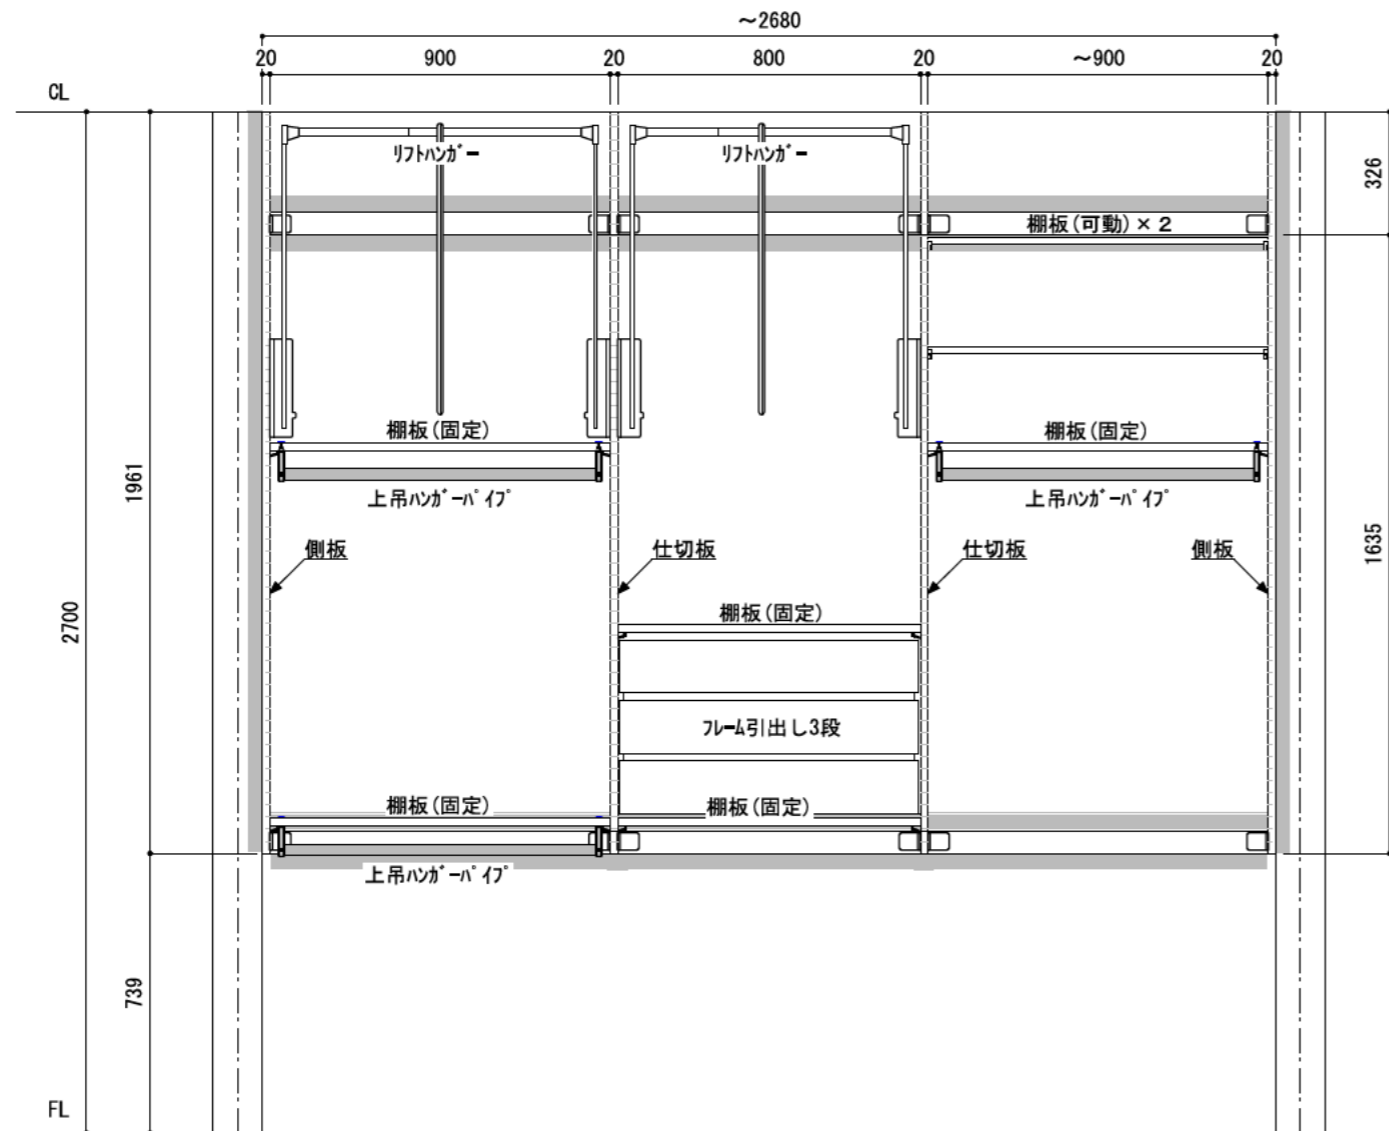 ～2680
20
900
20
800
20
～900
20
CL
ﾘﾌﾄﾊﾝｶﾞｰ
ﾘﾌﾄﾊﾝｶﾞｰ
326
棚板(可動)×２
棚板(固定)
棚板(固定)
1961
上吊ﾊﾝｶﾞｰﾊﾟｲﾌﾟ
上吊ﾊﾝｶﾞｰﾊﾟｲﾌﾟ
側板
仕切板
仕切板
側板
1635
2700
棚板(固定)
ﾌﾚｰﾑ引出し3段
棚板(固定)
棚板(固定)
上吊ﾊﾝｶﾞｰﾊﾟｲﾌﾟ
739
FL